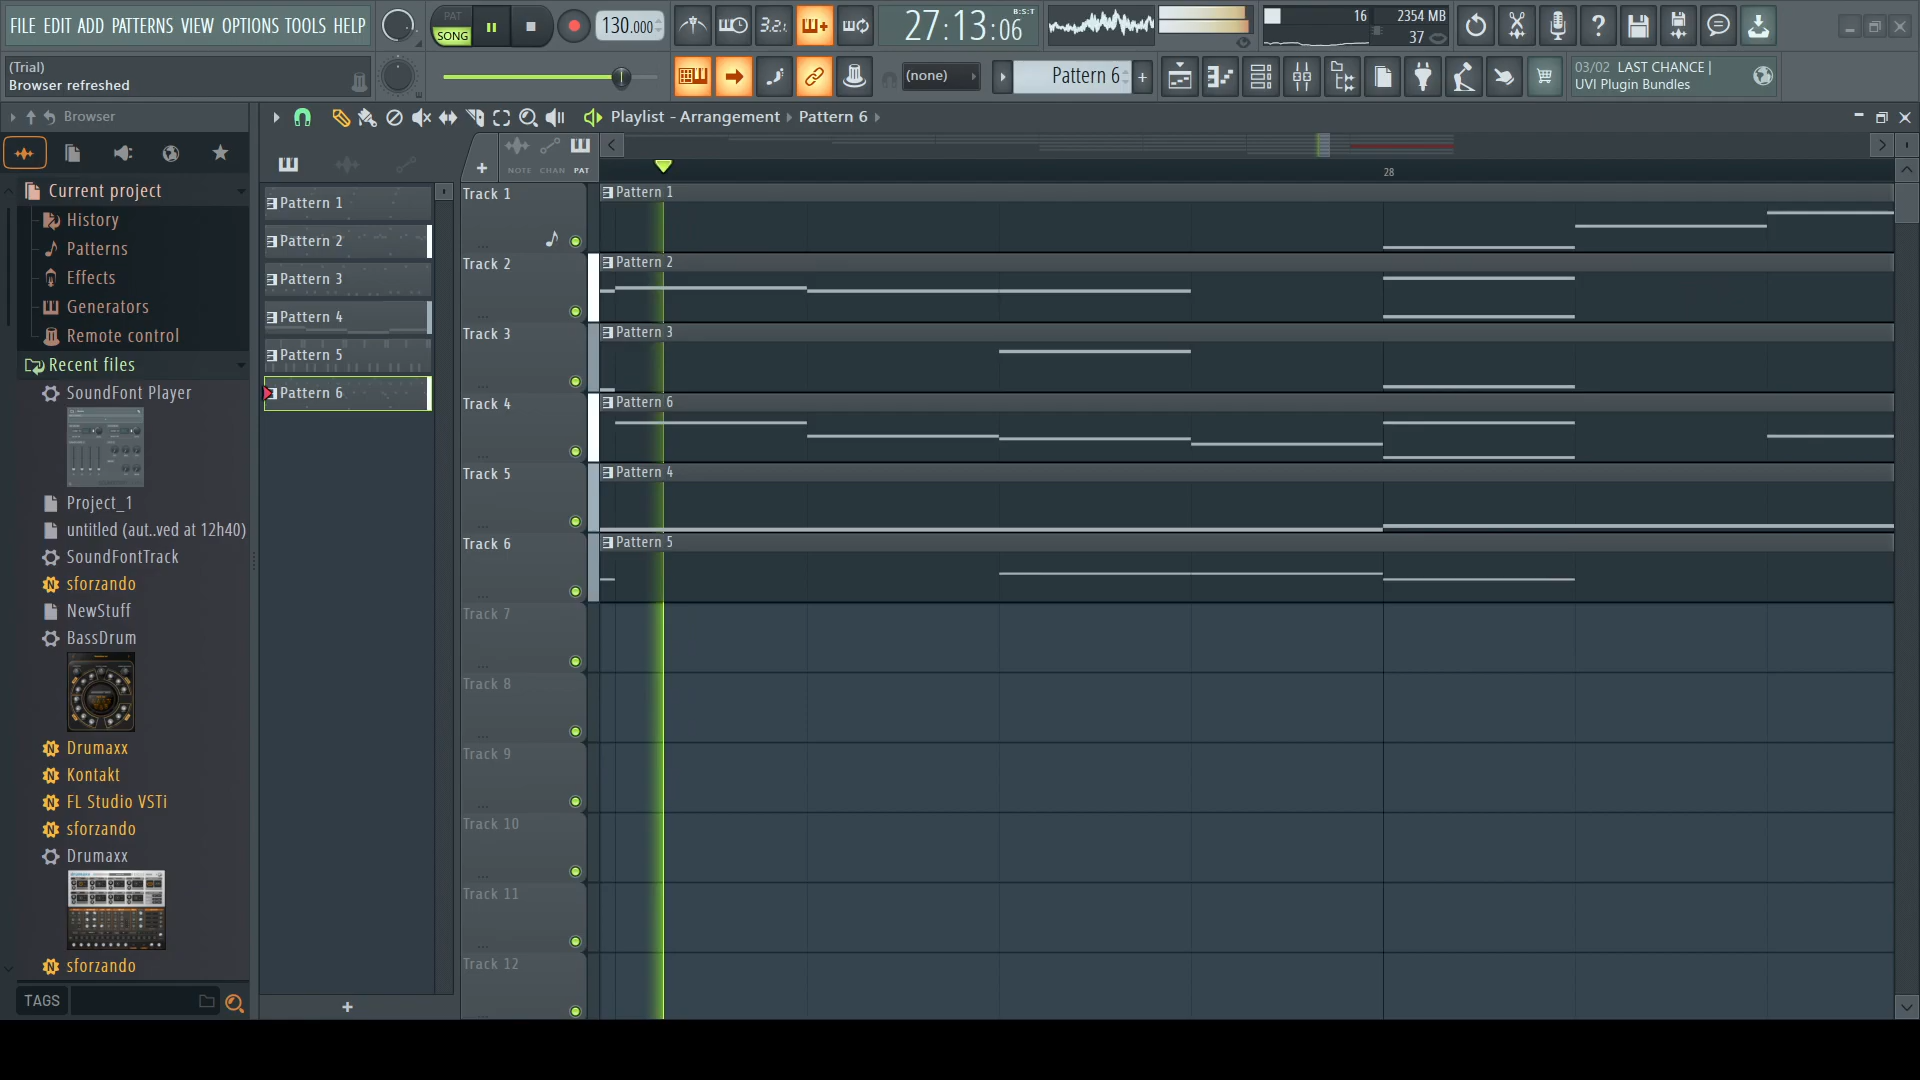 FILE EDIT ADD PATTERNS VIEW OPTIONS TOOLS HELP
PAT
SONG
130.000
3.2.
27:13:06
B:S:T
16
2354 MB
37
(Trial)
Browser refreshed
(none)
Pattern 6
+
03/02 LAST CHANCE |
UVI Plugin Bundles
Browser
Playlist - Arrangement › Pattern 6 ›
Current project
History
Patterns
Effects
Generators
Remote control
Recent files
SoundFont Player
Project_1
untitled (aut..ved at 12h40)
SoundFontTrack
sforzando
NewStuff
BassDrum
Drumaxx
Kontakt
FL Studio VSTi
sforzando
Drumaxx
sforzando
TAGS
Pattern 1
Pattern 2
Pattern 3
Pattern 4
Pattern 5
Pattern 6
+
+
NOTE CHAN PAT
28
Track 1
Pattern 1
Track 2
Pattern 2
Track 3
Pattern 3
Track 4
Pattern 6
Track 5
Pattern 4
Track 6
Pattern 5
Track 7
Track 8
Track 9
Track 10
Track 11
Track 12